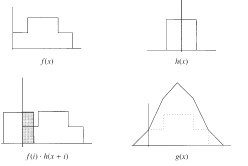 f(x)
h(x)
f(i) · h(x + i)
g(x)